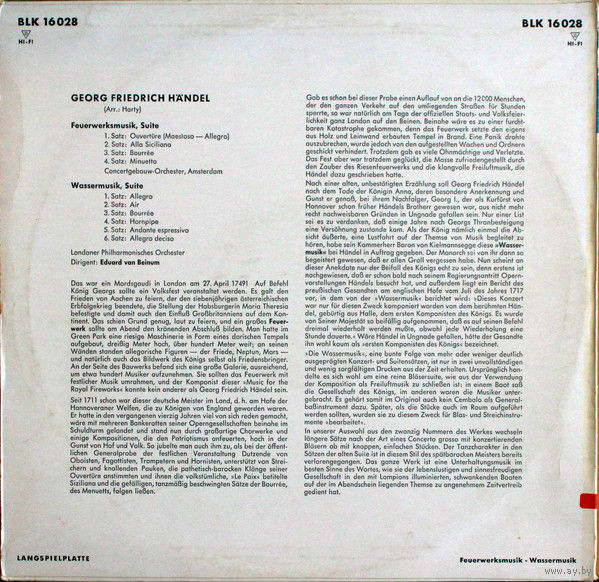 BLK 16028
HI-FI
BLK 16028
HI-FI
GEORG FRIEDRICH HÄNDEL
(Arr.: Harty)
Feuerwerksmusik, Suite
1. Satz: Ouvertüre (Maestoso — Allegro)
2. Satz: Alla Siciliana
3. Satz: Bourrée
4. Satz: Minuetto
Concertgebouw-Orchester, Amsterdam
Wassermusik, Suite
1. Satz: Allegro
2. Satz: Air
3. Satz: Bourrée
4. Satz: Hornpipe
5. Satz: Andante espressivo
6. Satz: Allegro deciso
Londoner Philharmonisches Orchester
Dirigent: Eduard van Beinum
Das war ein Mordsgaudi in London am 27. April 1749! Auf Befehl
König Georgs sollte ein Volksfest veranstaltet werden. Es galt den
Frieden von Aachen zu feiern, der den siebenjährigen österreichischen
Erbfolgekrieg beendete, die Stellung der Habsburgerin Maria Theresia
befestigte und damit auch den Einfluß Großbritanniens auf dem Kon-
tinent. Das schien Grund genug, laut zu feiern, und ein großes Feuer-
werk sollte am Abend den krönenden Abschluß bilden. Man hatte im
Green Park eine riesige Maschinerie in Form eines dorischen Tempels
aufgebaut, dreißig Meter hoch, über hundert Meter weit; an seinen
Wänden standen allegorische Figuren — der Friede, Neptun, Mars —
und natürlich auch das Bildwerk des Königs selbst als Friedensbringer.
An der Seite des Bauwerks befand sich eine große Galerie, ausreichend,
um etwa hundert Musiker aufzunehmen. Sie sollten das Feuerwerk mit
festlicher Musik umrahmen, und der Komponist dieser »Music for the
Royal Fireworks« konnte kein anderer als Georg Friedrich Händel sein.
Seit 1711 schon war dieser deutsche Meister im Land, d. h. am Hofe der
Hannoveraner Welfen, die zu Königen von England geworden waren.
Er hatte in den vergangenen vierzig Jahren viel von sich reden gemacht,
wäre mit mehreren Bankerotten seiner Operngesellschaften beinahe im
Schuldturm gelandet und stand nun durch großartige Chorwerke und
einige Kompositionen, die den Patriotismus anfeuerten, hoch in der
Gunst von Hof und Volk. So jubelte man auch ihm zu, als bei der öffent-
lichen Generalprobe der festlichen Veranstaltung Dutzende von
Oboisten, Fagottisten, Trompetern und Hornisten, unterstützt von Strei-
chern und knallenden Pauken, die pathetisch-barocken Klänge seiner
Ouvertüre anstimmten und ihnen die volkstümliche, »La Paix« betitelte
Siziliana und die gefälligen, tanzmäßig beschwingten Sätze der Bourrée,
des Menuetts, folgen ließen.
Gab es schon bei dieser Probe einen Auflauf von an die 12000 Menschen,
der den ganzen Verkehr auf den umliegenden Straßen für Stunden
sperrte, so war natürlich am Tage der offiziellen Staats- und Volksfeier-
lichkeit ganz London auf den Beinen. Beinahe wäre es zu einer furcht-
baren Katastrophe gekommen, denn das Feuerwerk setzte den eigens
aus Holz und Leinwand erbauten Tempel in Brand. Eine Panik drohte
auszubrechen, wurde jedoch von den aufgestellten Wachen und Ordnern
geschickt verhindert. Trotzdem gab es viele Ohnmächtige und Verletzte.
Das Fest aber war trotzdem geglückt, die Masse zufriedengestellt durch
den Zauber des Riesenfeuerwerks und die klangvolle Freiluftmusik, die
Händel dazu geschrieben hatte.
Nach einer alten, unbestätigten Erzählung soll Georg Friedrich Händel
nach dem Tode der Königin Anna, deren besondere Anerkennung und
Gunst er genoß, bei ihrem Nachfolger, Georg I., der als Kurfürst von
Hannover schon früher Händels Brotherr gewesen war, aus nicht mehr
recht nachweisbaren Gründen in Ungnade gefallen sein. Nur einer List
sei es zu verdanken, daß einige Jahre nach Georgs Thronbesteigung
eine Versöhnung zustande kam. Als der König nämlich einmal die Ab-
sicht äußerte, eine Lustfahrt auf der Themse von Musik begleitet zu
hören, habe sein Kammerherr Baron von Kielmannsegge diese »Wasser-
musik« bei Händel in Auftrag gegeben. Der Monarch sei von ihr dann so
begeistert gewesen, daß er allen Groll vergessen habe. Nun scheint an
dieser Anekdote nur der Beifall des Königs echt zu sein, denn erstens ist
nachgewiesen, daß er schon bald nach seinem Regierungsantritt Opern-
vorstellungen Händels besucht hat, und außerdem liegt ein Bericht des
preußischen Gesandten am englischen Hofe vom Juli des Jahres 1717
vor, in dem von der »Wassermusik« berichtet wird: »Dieses Konzert
war nur für diesen Zweck komponiert worden von dem berühmten Hän-
del, gebürtig aus Halle, dem ersten Komponisten des Königs. Es wurde
von Seiner Majestät so beifällig aufgenommen, daß es auf seinen Befehl
dreimal wiederholt werden mußte, obwohl jede Wiederholung eine
Stunde dauerte.« Wäre Händel in Ungnade gefallen, hätte der Gesandte
ihn wohl kaum als »ersten Komponisten des Königs« bezeichnet.
»Die Wassermusik«, eine bunte Folge von mehr oder weniger deutlich
ausgeprägten Konzert- und Suitensätzen, ist nur in zwei unvollständigen
und wenig sorgfältigen Drucken aus der Zeit erhalten. Ursprünglich han-
delte es sich wohl um eine reine Bläsersuite, wie aus der Verwendung
der Komposition als Freiluftmusik zu schließen ist: in einem Boot saß
die Gesellschaft des Königs, im anderen waren die Musiker unter-
gebracht. Es gehört somit im Original auch kein Cembalo als General-
baßinstrument dazu. Später, als die Stücke auch im Raum aufgeführt
werden sollten, wurden sie zu diesem Zweck für Blas- und Streichinstru-
mente »bearbeitet«.
In unserer Auswahl aus den zwanzig Nummern des Werkes wechseln
längere Sätze nach der Art eines Concerto grosso mit konzertierenden
Bläsern ab mit knappen, einfachen Stücken. Der Tanzcharakter in den
Sätzen der alten Suite ist in diesem Stil des spätbarocken Meisters bereits
verlorengegangen. Das ganze Werk ist eine Unterhaltungsmusik im
besten Sinne des Wortes, wie sie der lebenslustigen und sinnesfreudigen
Gesellschaft in den mit Lampions illuminierten, schwankenden Booten
auf der im Abendschein liegenden Themse zu angenehmem Zeitvertreib
gedient hat.
LANGSPIELPLATTE
Feuerwerksmusik · Wassermusik
www.ay.by